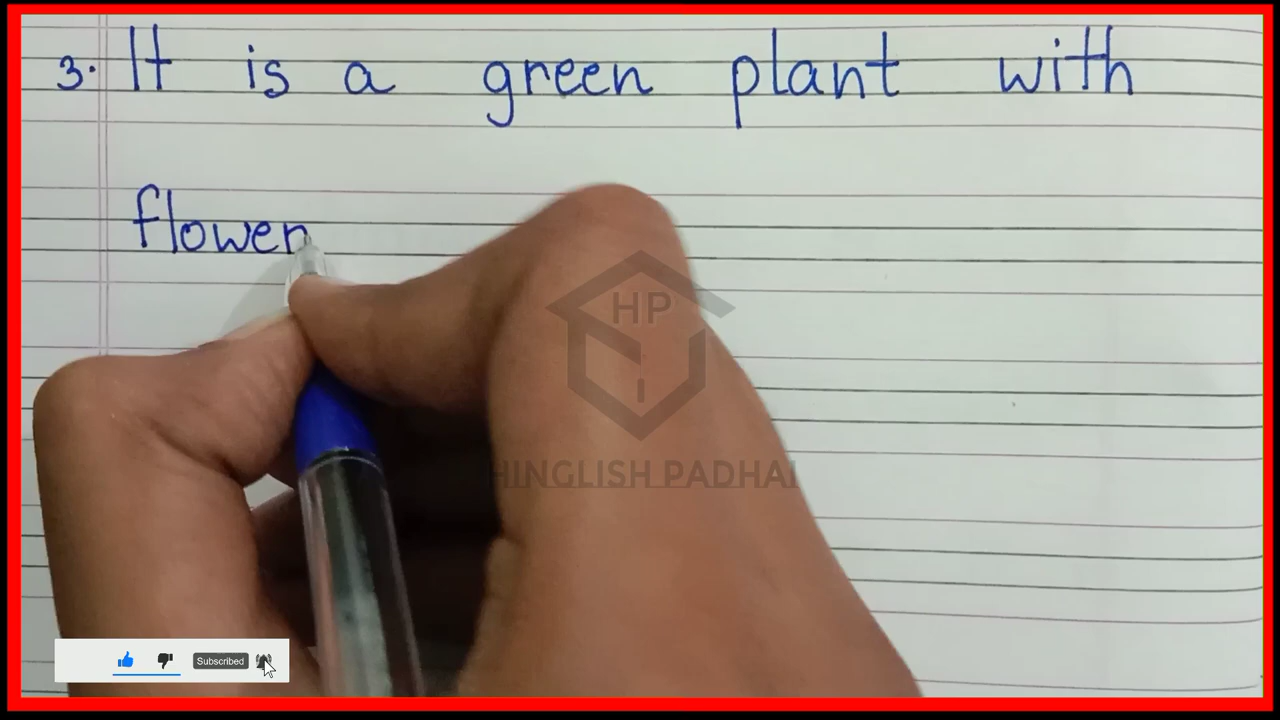 3. It is a green plant with
flower
HP
HINGLISH PADHAI
Subscribed